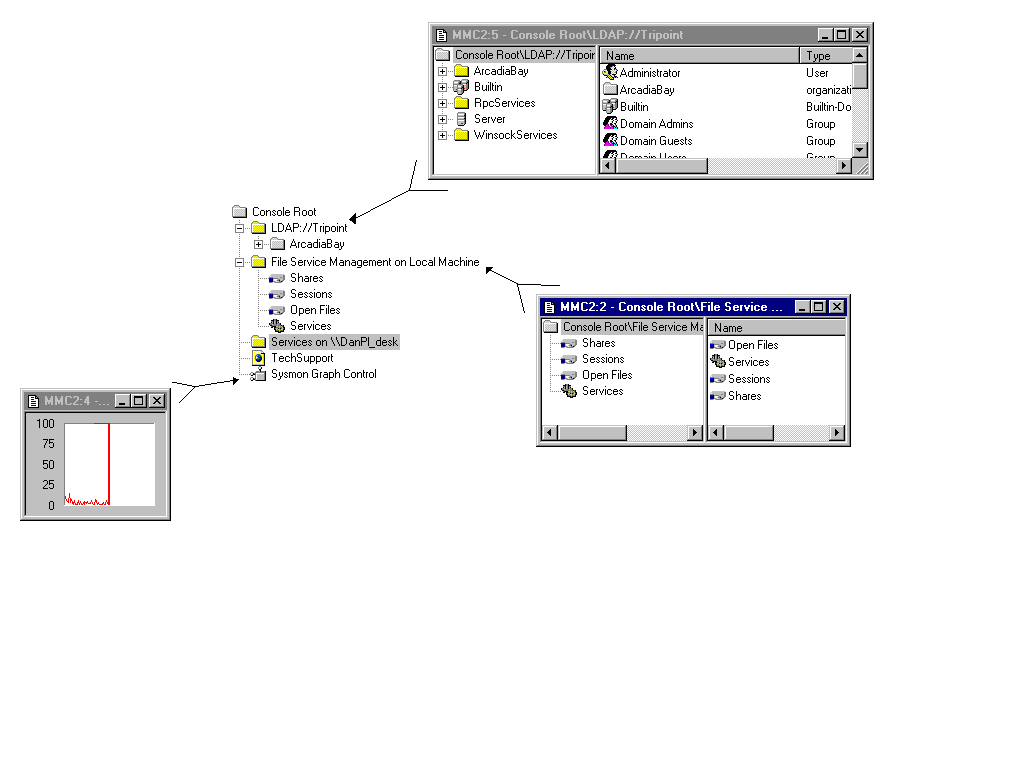 MMC2:5 - Console Root\LDAP://Tripoint
Console Root\LDAP://Tripoin
ArcadiaBay
Builtin
RpcServices
Server
WinsockServices
Name Type
Administrator User
ArcadiaBay organizati
Builtin Builtin-Do
Domain Admins Group
Domain Guests Group
Domain Users Group
Console Root
LDAP://Tripoint
ArcadiaBay
File Service Management on Local Machine
Shares
Sessions
Open Files
Services
Services on \\DanPl_desk
TechSupport
Sysmon Graph Control
MMC2:2 - Console Root\File Service ...
Console Root\File Service Ma
Shares
Sessions
Open Files
Services
Name
Open Files
Services
Sessions
Shares
MMC2:4 -...
100
75
50
25
0